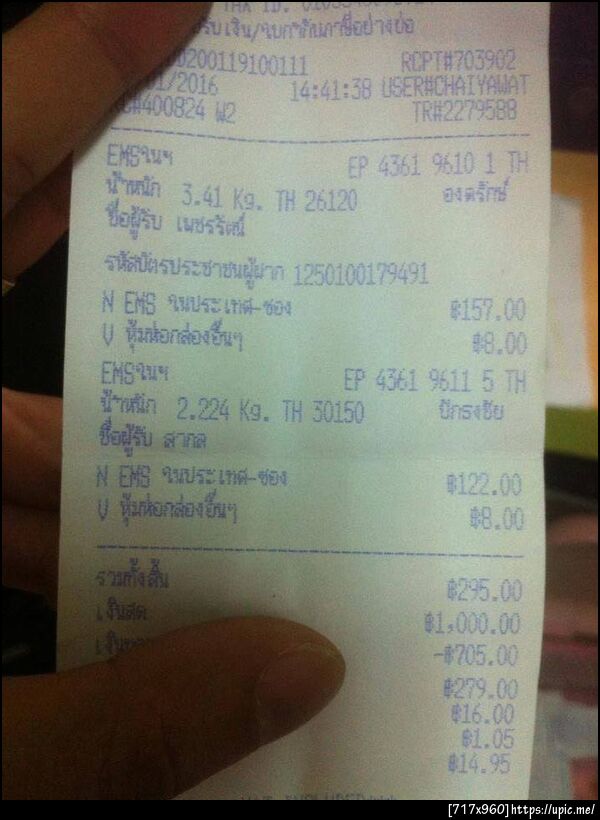 TAX ID.
รับเงิน/ใบกำกับภาษีอย่างย่อ
00200119100111 RCPT#703902
/01/2016 14:41:38 USER#CHAIYAWAT
#400824 W2 TR#2279588
EMSในฯ EP 4361 9610 1 TH
น้ำหนัก 3.41 Kg. TH 26120 องครักษ์
ชื่อผู้รับ เพชรรัตน์
รหัสบัตรประชาชนผู้ฝาก 1250100179491
N EMS ในประเทศ-ซอง ฿157.00
V หุ้มห่อกล่องอื่นๆ ฿8.00
EMSในฯ EP 4361 9611 5 TH
น้ำหนัก 2.224 Kg. TH 30150 ปักธงชัย
ชื่อผู้รับ สากล
N EMS ในประเทศ-ซอง ฿122.00
V หุ้มห่อกล่องอื่นๆ ฿8.00
รวมทั้งสิ้น ฿295.00
เงินสด ฿1,000.00
-฿705.00
฿279.00
฿16.00
฿1.05
฿14.95
[717x960]https://upic.me/